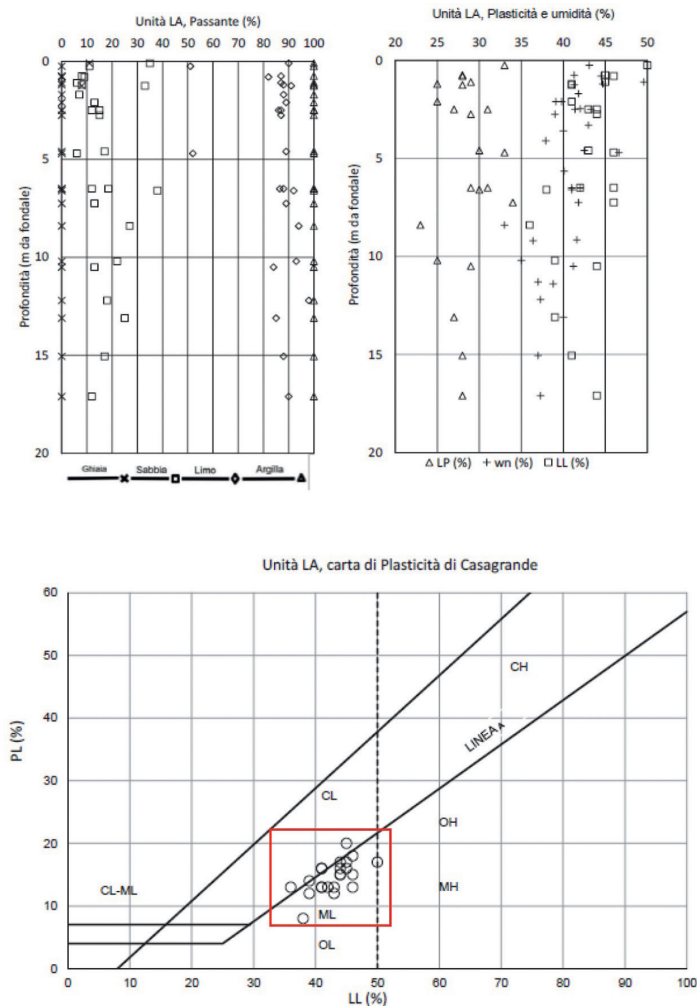 Unità LA, Passante (%)
0 10 20 30 40 50 60 70 80 90 100
0
5
10
15
20
Profondità (m da fondale)
Ghiaia Sabbia Limo Argilla
Unità LA, Plasticità e umidità (%)
20 25 30 35 40 45 50
0
5
10
15
20
Profondità (m da fondale)
LP (%) wn (%) LL (%)
Unità LA, carta di Plasticità di Casagrande
60
50
40
30
20
10
0
PL (%)
CH
LINEA A
CL
OH
CL-ML
MH
ML
OL
0 10 20 30 40 50 60 70 80 90 100
LL (%)